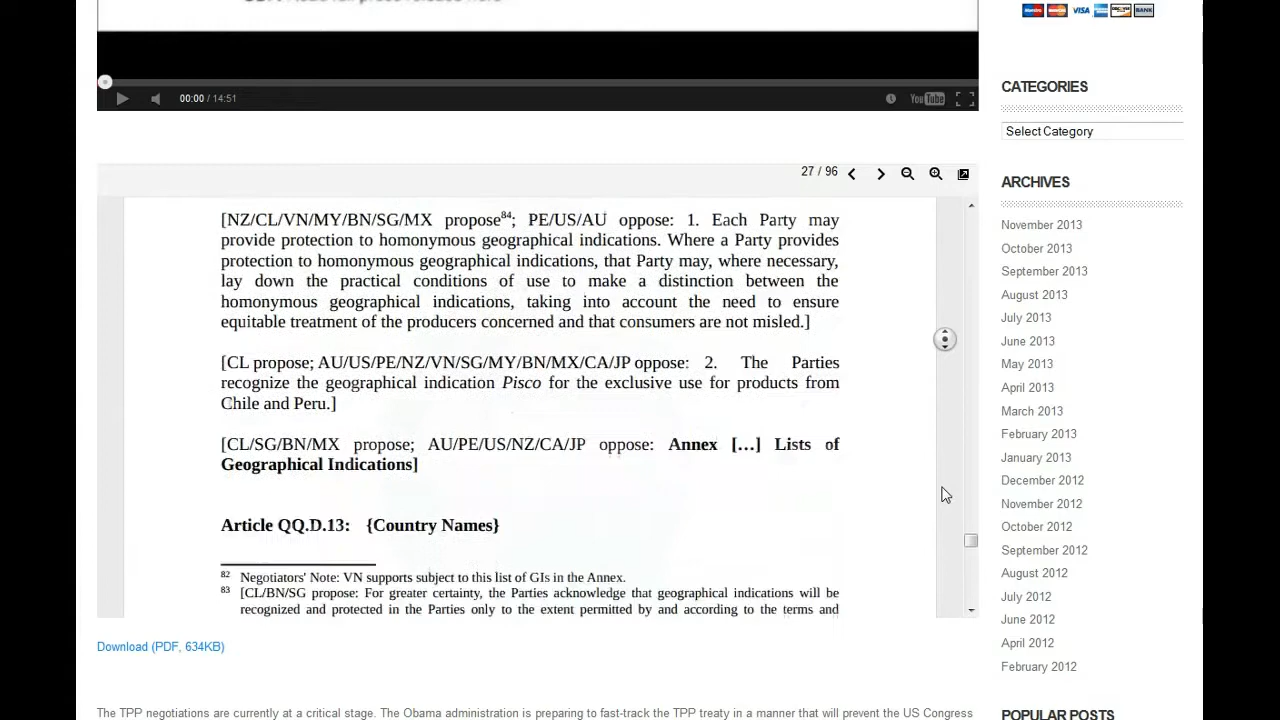 VISA
DISCOVER
BANK
00:00 / 14:51
YouTube
CATEGORIES
Select Category
ARCHIVES
November 2013
October 2013
September 2013
August 2013
July 2013
June 2013
May 2013
April 2013
March 2013
February 2013
January 2013
December 2012
November 2012
October 2012
September 2012
August 2012
July 2012
June 2012
April 2012
February 2012
POPULAR POSTS
27 / 96
[NZ/CL/VN/MY/BN/SG/MX propose84; PE/US/AU oppose: 1. Each Party may
provide protection to homonymous geographical indications. Where a Party provides
protection to homonymous geographical indications, that Party may, where necessary,
lay down the practical conditions of use to make a distinction between the
homonymous geographical indications, taking into account the need to ensure
equitable treatment of the producers concerned and that consumers are not misled.]
[CL propose; AU/US/PE/NZ/VN/SG/MY/BN/MX/CA/JP oppose: 2. The Parties
recognize the geographical indication Pisco for the exclusive use for products from
Chile and Peru.]
[CL/SG/BN/MX propose; AU/PE/US/NZ/CA/JP oppose: Annex […] Lists of
Geographical Indications]
Article QQ.D.13: {Country Names}
82 Negotiators' Note: VN supports subject to this list of GIs in the Annex.
83 [CL/BN/SG propose: For greater certainty, the Parties acknowledge that geographical indications will be
recognized and protected in the Parties only to the extent permitted by and according to the terms and
Download (PDF, 634KB)
The TPP negotiations are currently at a critical stage. The Obama administration is preparing to fast-track the TPP treaty in a manner that will prevent the US Congress